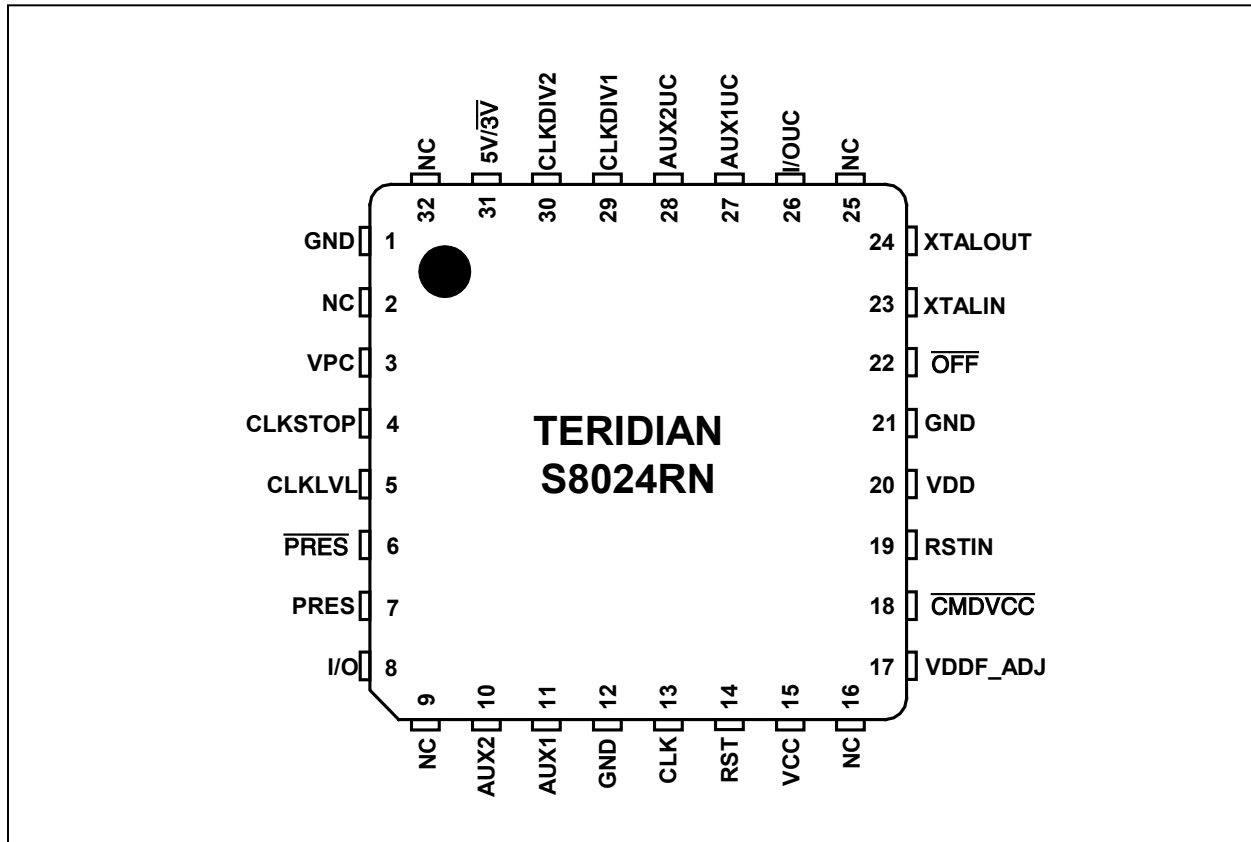 NC
5V/3V̅
CLKDIV2
CLKDIV1
AUX2UC
AUX1UC
I/OUC
NC
32
31
30
29
28
27
26
25
GND 1
NC 2
VPC 3
CLKSTOP 4
CLKLVL 5
P̅R̅E̅S̅ 6
PRES 7
I/O 8
TERIDIAN
S8024RN
24 XTALOUT
23 XTALIN
22 O̅F̅F̅
21 GND
20 VDD
19 RSTIN
18 C̅M̅D̅V̅C̅C̅
17 VDDF_ADJ
9
10
11
12
13
14
15
16
NC
AUX2
AUX1
GND
CLK
RST
VCC
NC